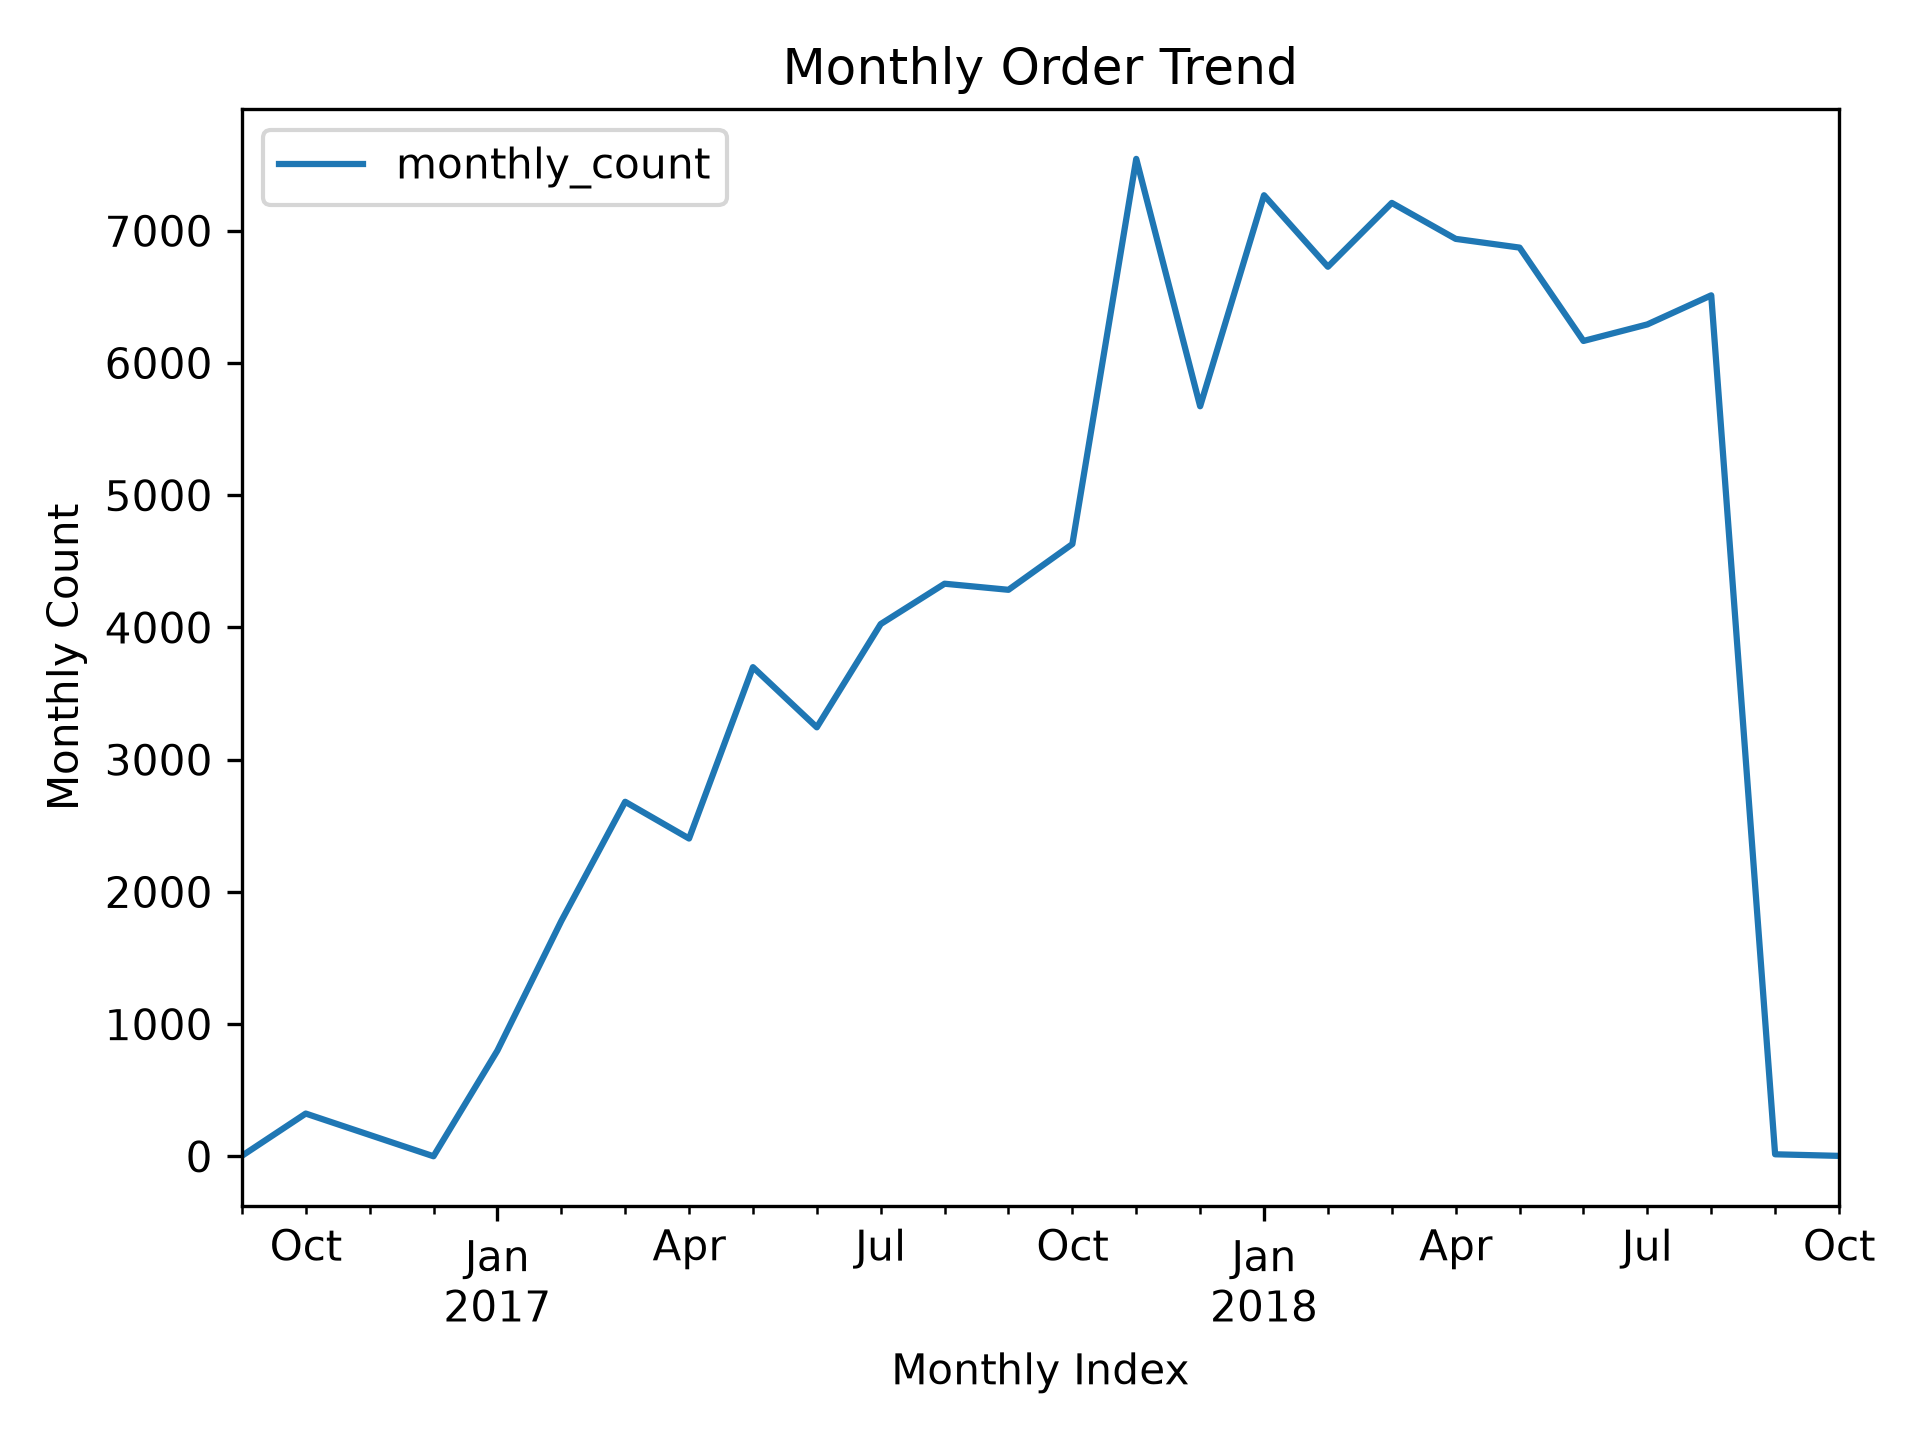 Monthly Order Trend
monthly_count
Monthly Count
7000
6000
5000
4000
3000
2000
1000
0
Oct Jan Apr Jul Oct Jan Apr Jul Oct
2017 2018
Monthly Index